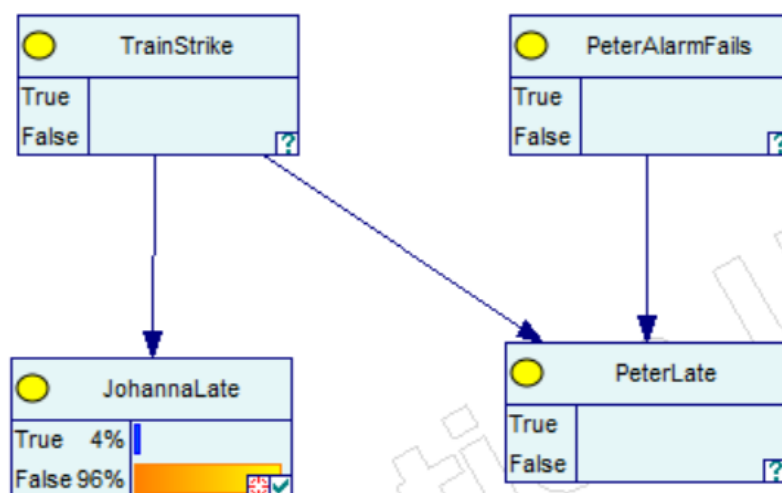 TrainStrike
True
False
?
PeterAlarmFails
True
False
?
JohannaLate
True 4%
False 96%
PeterLate
True
False
?